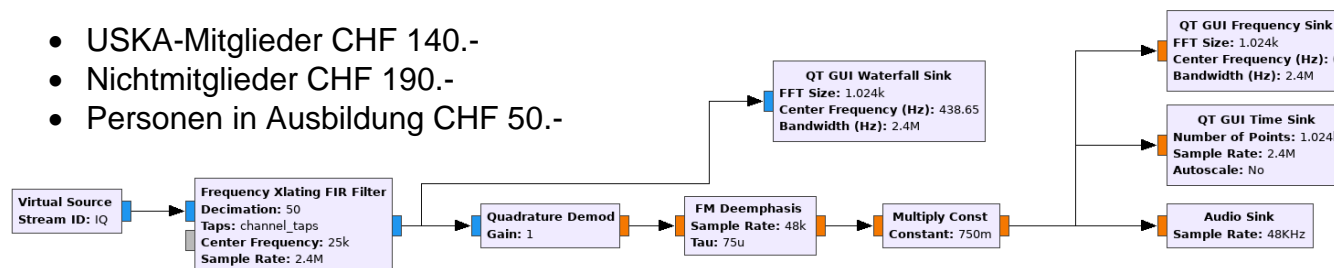 • USKA-Mitglieder CHF 140.-
• Nichtmitglieder CHF 190.-
• Personen in Ausbildung CHF 50.-
QT GUI Waterfall Sink
FFT Size: 1.024k
Center Frequency (Hz): 438.65
Bandwidth (Hz): 2.4M
QT GUI Frequency Sink
FFT Size: 1.024k
Center Frequency (Hz):
Bandwidth (Hz): 2.4M
QT GUI Time Sink
Number of Points: 1.024
Sample Rate: 2.4M
Autoscale: No
Virtual Source
Stream ID: IQ
Frequency Xlating FIR Filter
Decimation: 50
Taps: channel_taps
Center Frequency: 25k
Sample Rate: 2.4M
Quadrature Demod
Gain: 1
FM Deemphasis
Sample Rate: 48k
Tau: 75u
Multiply Const
Constant: 750m
Audio Sink
Sample Rate: 48KHz